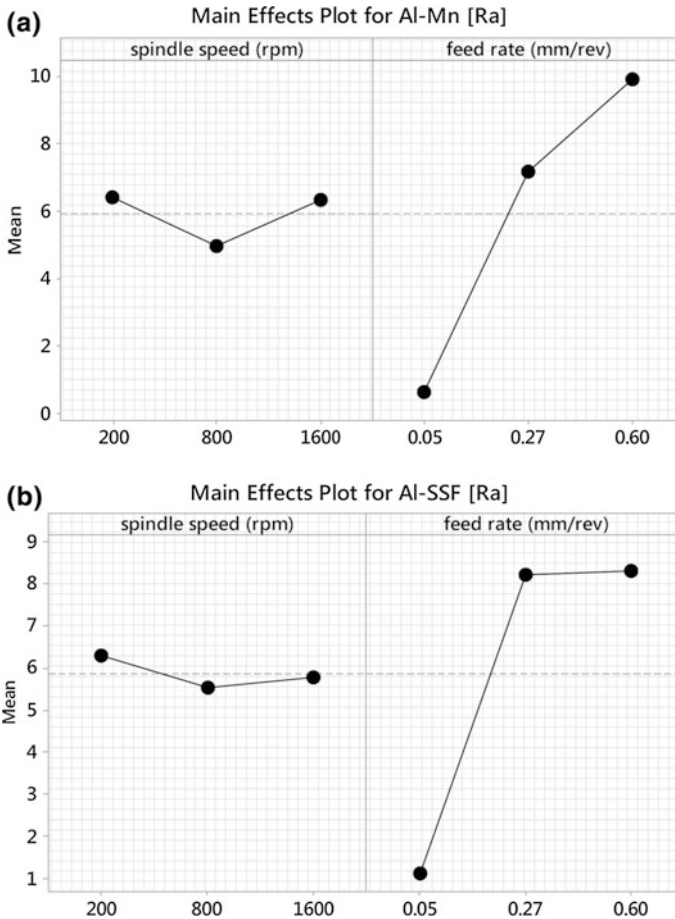 (a)
Main Effects Plot for Al-Mn [Ra]
spindle speed (rpm) feed rate (mm/rev)
10
8
6
4
2
0
Mean
200 800 1600 0.05 0.27 0.60
(b)
Main Effects Plot for Al-SSF [Ra]
spindle speed (rpm) feed rate (mm/rev)
9
8
7
6
5
4
3
2
1
Mean
200 800 1600 0.05 0.27 0.60